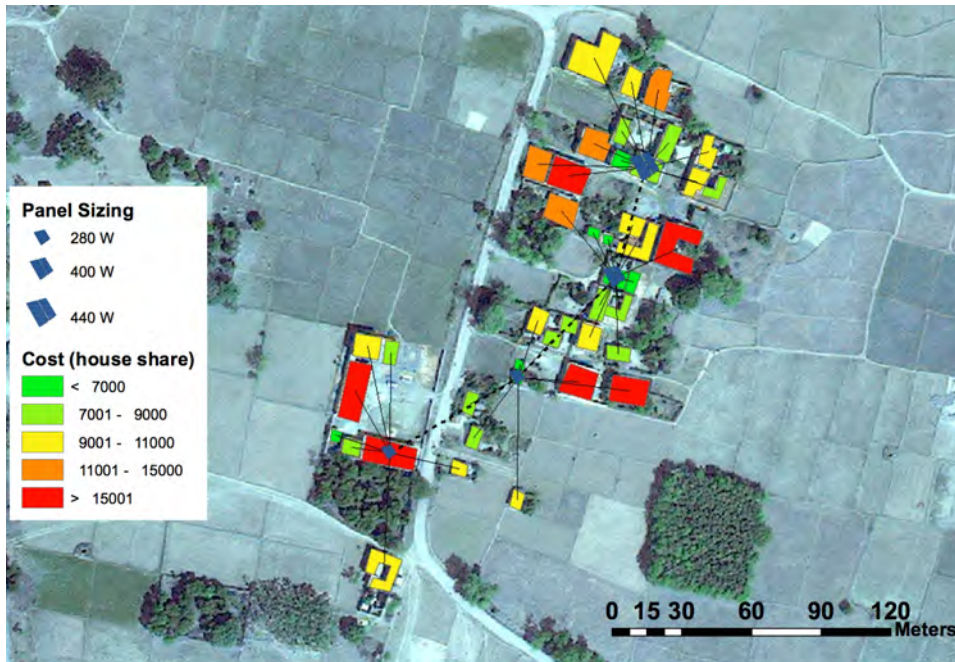 Panel Sizing
280 W
400 W
440 W
Cost (house share)
< 7000
7001 - 9000
9001 - 11000
11001 - 15000
> 15001
0 15 30 60 90 120
Meters